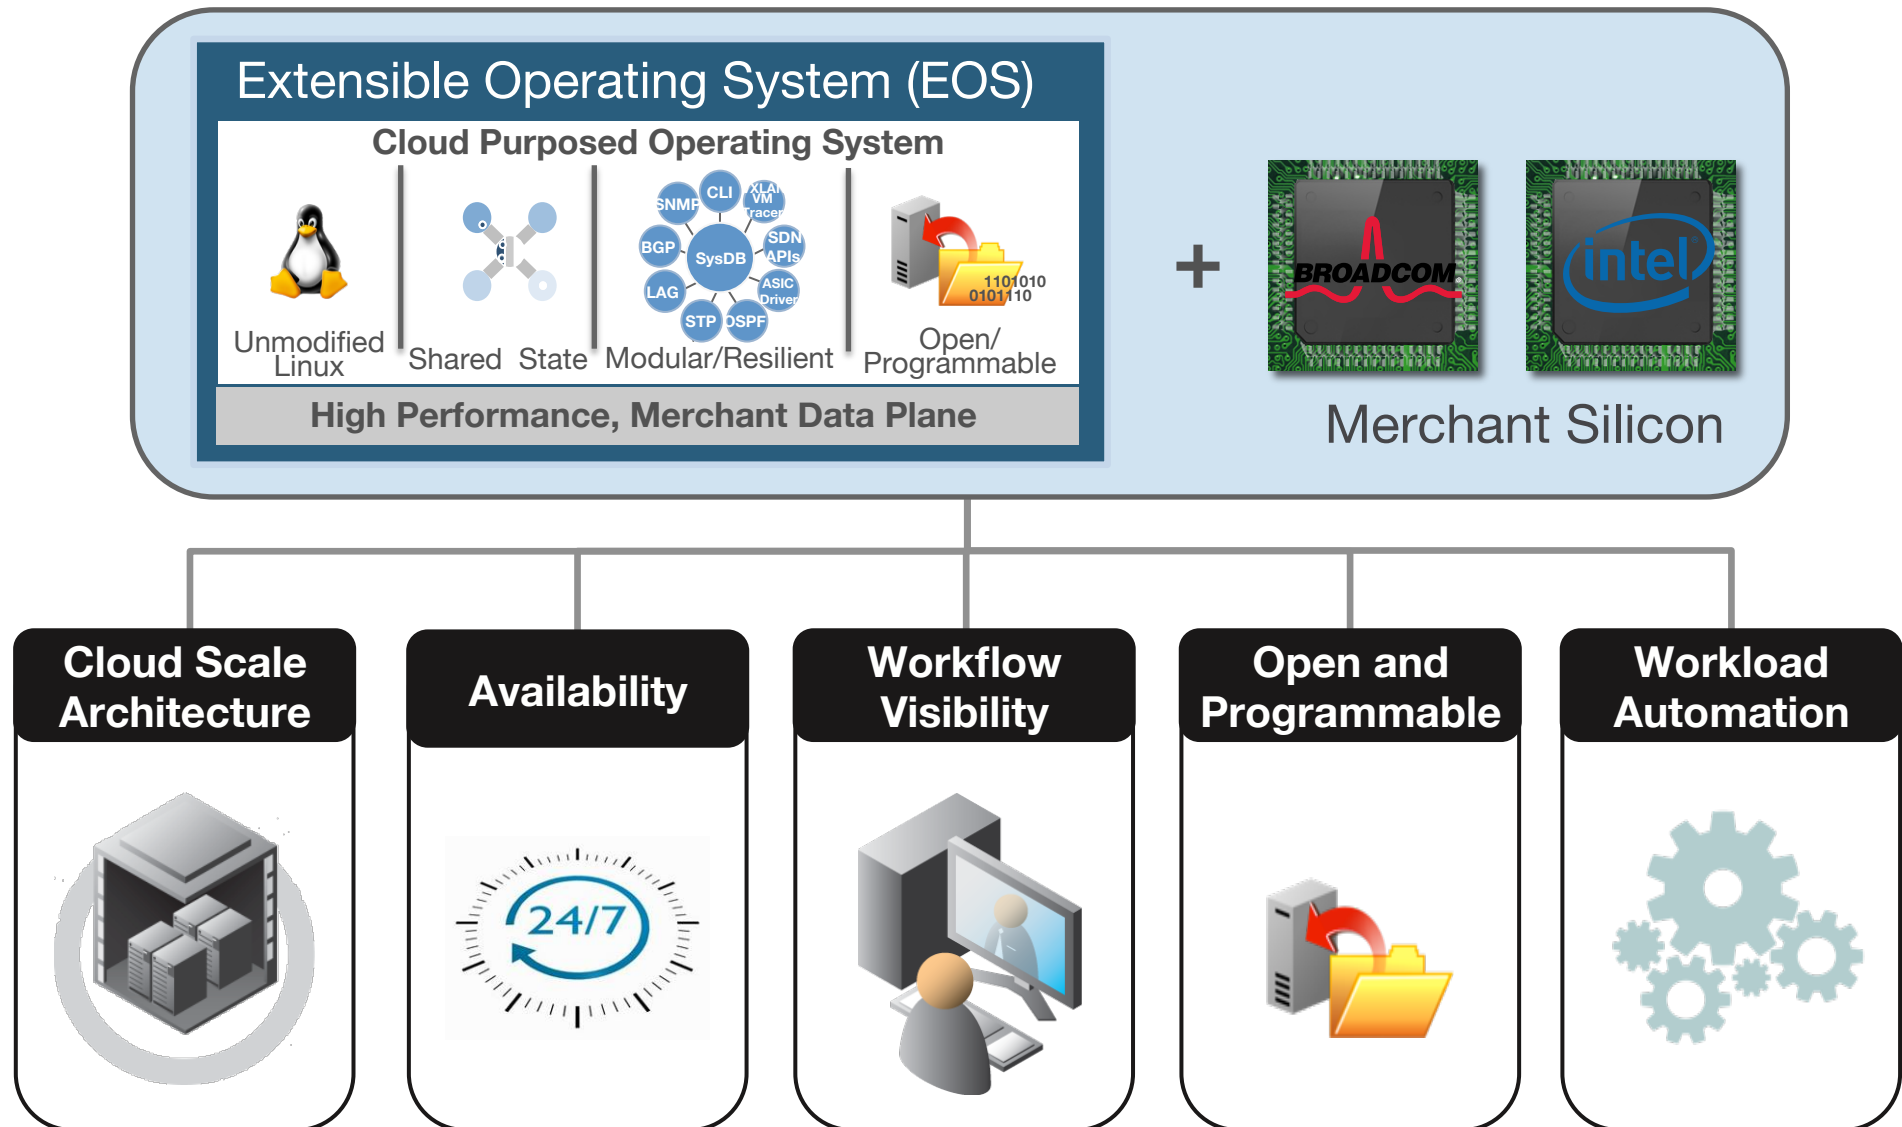 Extensible Operating System (EOS)
Cloud Purposed Operating System
Unmodified
Linux
Shared State
SysDB
CLI
VXLAN
VM
Tracer
SDN
APIs
ASIC
Driver
OSPF
STP
LAG
BGP
SNMP
Modular/Resilient
1101010
0101110
Open/
Programmable
High Performance, Merchant Data Plane
+
BROADCOM
intel
Merchant Silicon
Cloud Scale
Architecture
Availability
24/7
Workflow
Visibility
Open and
Programmable
Workload
Automation